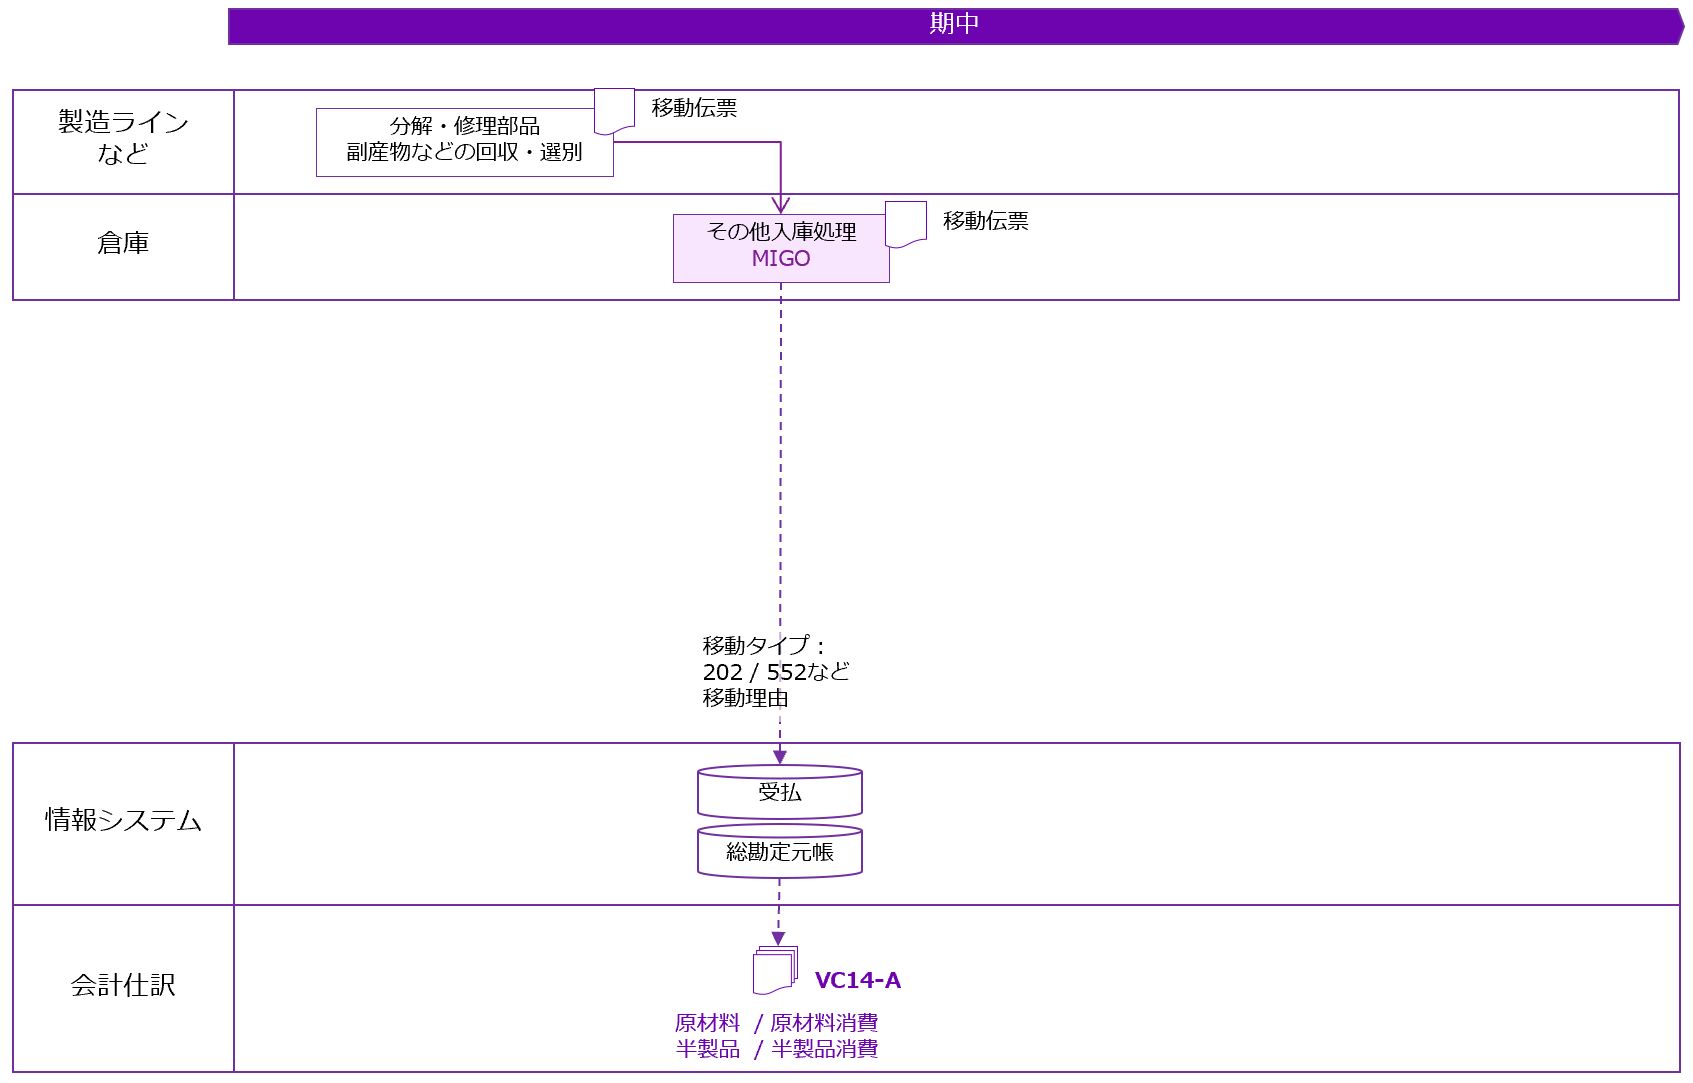 期中
製造ライン
など
分解・修理部品
副産物などの回収・選別
移動伝票
倉庫
その他入庫処理
MIGO
移動伝票
移動タイプ：
202 / 552など
移動理由
情報システム
受払
総勘定元帳
会計仕訳
VC14-A
原材料 / 原材料消費
半製品 / 半製品消費